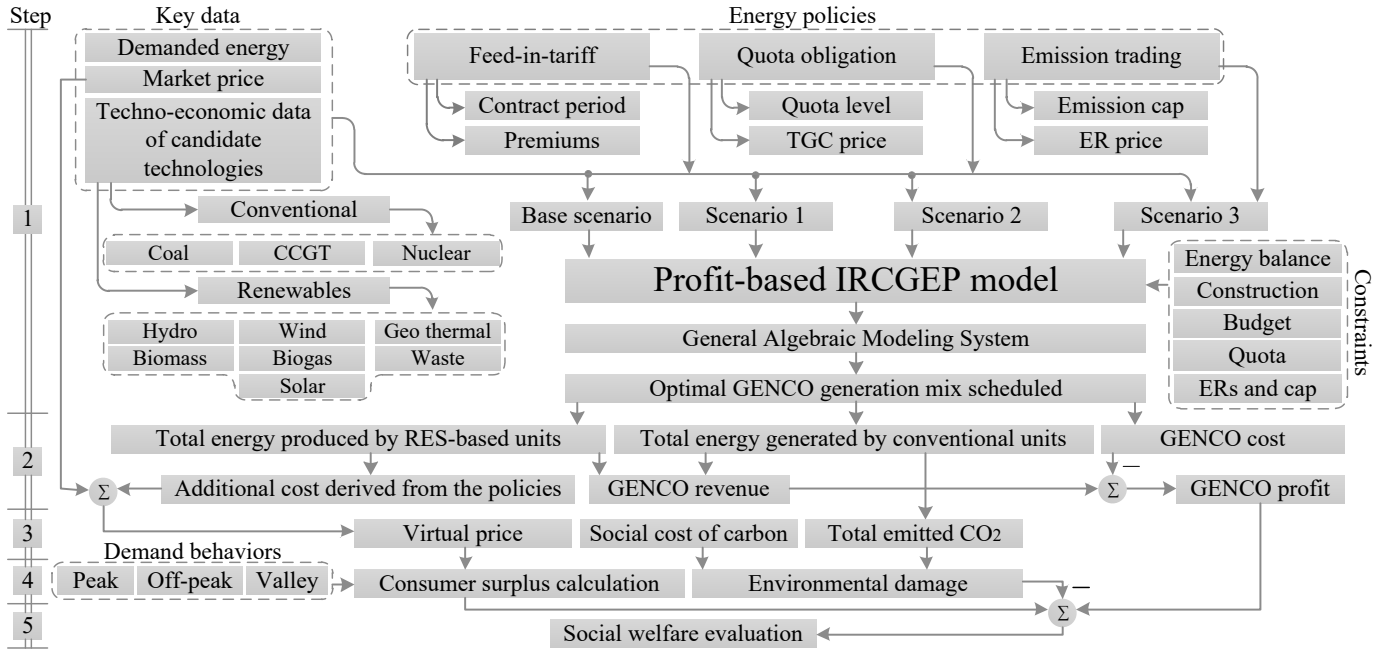 Step
Key data
Energy policies
Demanded energy
Market price
Techno-economic data
of candidate
technologies
Feed-in-tariff
Quota obligation
Emission trading
Contract period
Quota level
Emission cap
Premiums
TGC price
ER price
1
Conventional
Base scenario
Scenario 1
Scenario 2
Scenario 3
Coal
CCGT
Nuclear
Renewables
Hydro
Wind
Geo thermal
Biomass
Biogas
Waste
Solar
Profit-based IRCGEP model
Energy balance
Construction
Budget
Quota
ERs and cap
Constraints
General Algebraic Modeling System
Optimal GENCO generation mix scheduled
2
Total energy produced by RES-based units
Total energy generated by conventional units
GENCO cost
—
Σ
Additional cost derived from the policies
GENCO revenue
Σ
GENCO profit
3
Virtual price
Social cost of carbon
Total emitted CO2
Demand behaviors
4
Peak
Off-peak
Valley
Consumer surplus calculation
Environmental damage
—
Σ
5
Social welfare evaluation